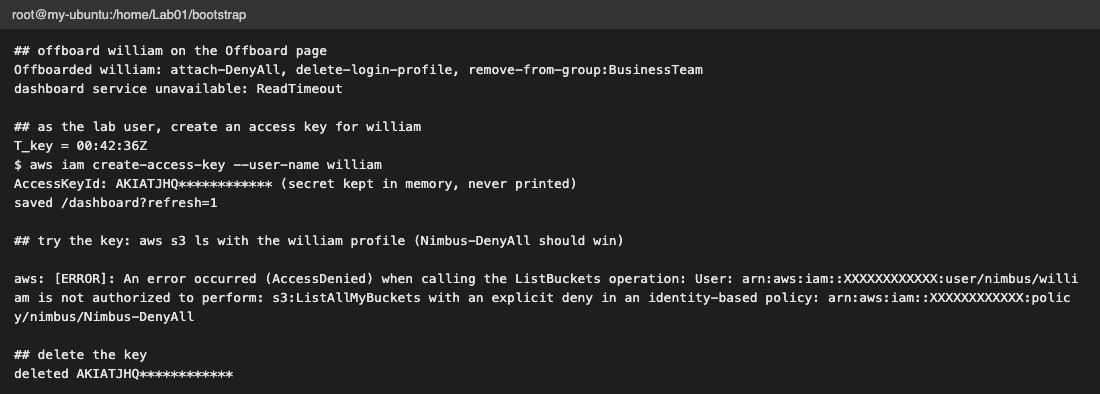 root@my-ubuntu:/home/Lab01/bootstrap
## offboard william on the Offboard page
Offboarded william: attach-DenyAll, delete-login-profile, remove-from-group:BusinessTeam
dashboard service unavailable: ReadTimeout
## as the lab user, create an access key for william
T_key = 00:42:36Z
$ aws iam create-access-key --user-name william
AccessKeyId: AKIATJHQ************ (secret kept in memory, never printed)
saved /dashboard?refresh=1
## try the key: aws s3 ls with the william profile (Nimbus-DenyAll should win)
aws: [ERROR]: An error occurred (AccessDenied) when calling the ListBuckets operation: User: arn:aws:iam::XXXXXXXXXXXX:user/nimbus/willi
am is not authorized to perform: s3:ListAllMyBuckets with an explicit deny in an identity-based policy: arn:aws:iam::XXXXXXXXXXXX:polic
y/nimbus/Nimbus-DenyAll
## delete the key
deleted AKIATJHQ************